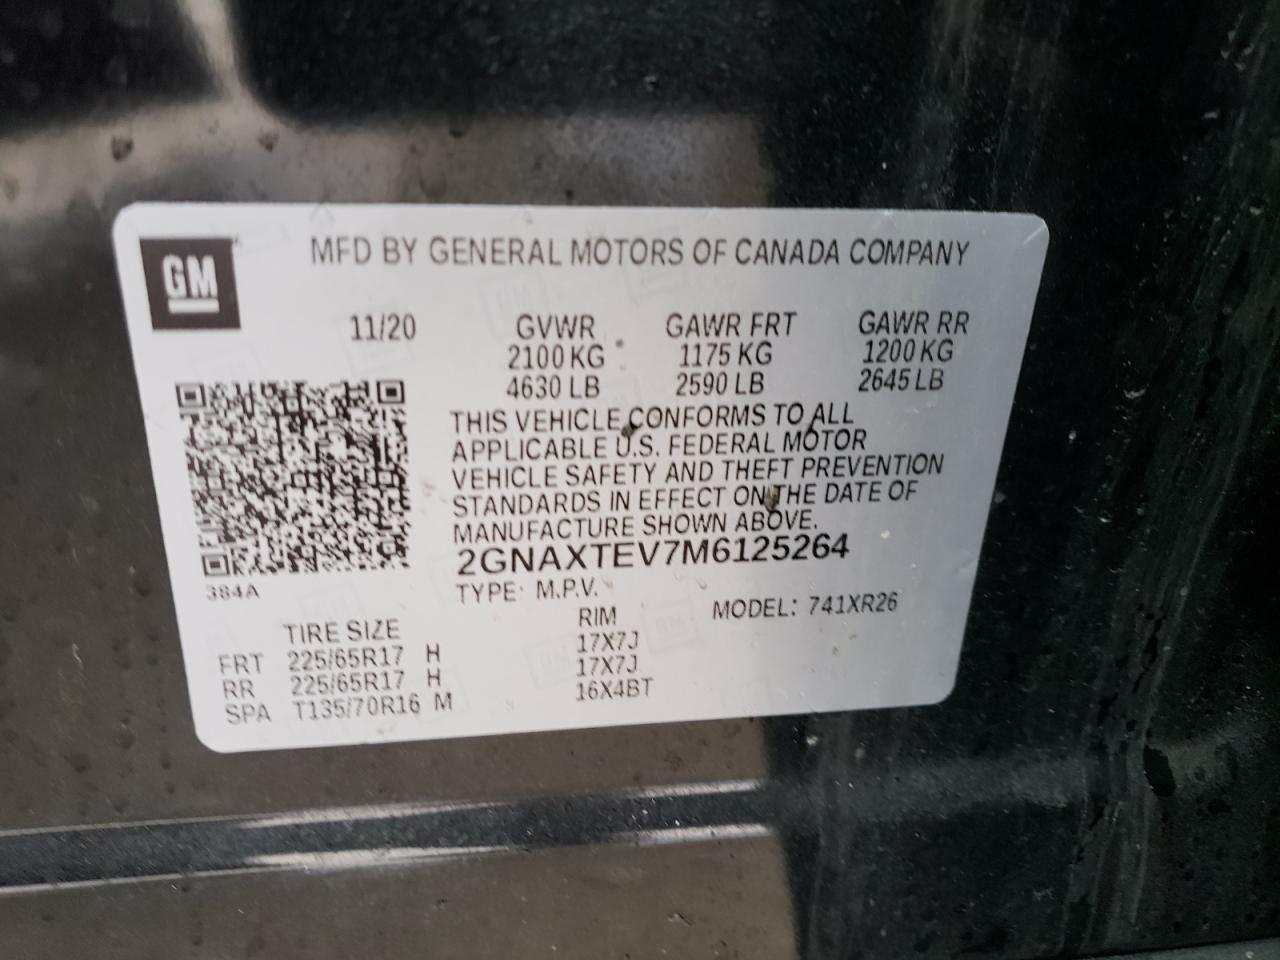 GM
MFD BY GENERAL MOTORS OF CANADA COMPANY
11/20 GVWR GAWR FRT GAWR RR
2100 KG 1175 KG 1200 KG
4630 LB 2590 LB 2645 LB
THIS VEHICLE CONFORMS TO ALL
APPLICABLE U.S. FEDERAL MOTOR
VEHICLE SAFETY AND THEFT PREVENTION
STANDARDS IN EFFECT ON THE DATE OF
MANUFACTURE SHOWN ABOVE.
2GNAXTEV7M6125264
384A
TYPE: M.P.V.
MODEL: 741XR26
TIRE SIZE RIM
FRT 225/65R17 H 17X7J
RR 225/65R17 H 17X7J
SPA T135/70R16 M 16X4BT